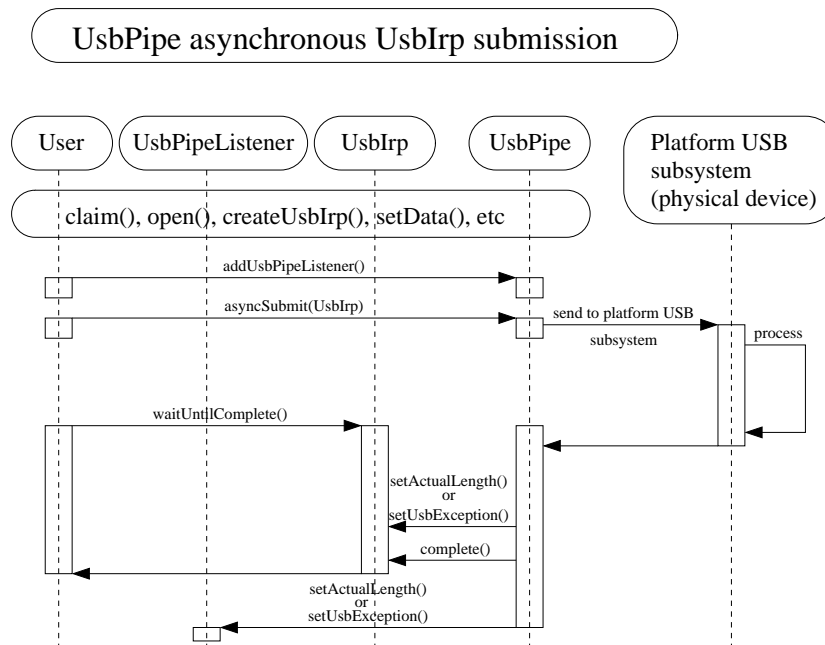 UsbPipe asynchronous UsbIrp submission
User
UsbPipeListener
UsbIrp
UsbPipe
Platform USB
subsystem
(physical device)
claim(), open(), createUsbIrp(), setData(), etc
addUsbPipeListener()
asyncSubmit(UsbIrp)
send to platform USB
subsystem
process
waitUntilComplete()
setActualLength()
or
setUsbException()
complete()
setActualLength()
or
setUsbException()